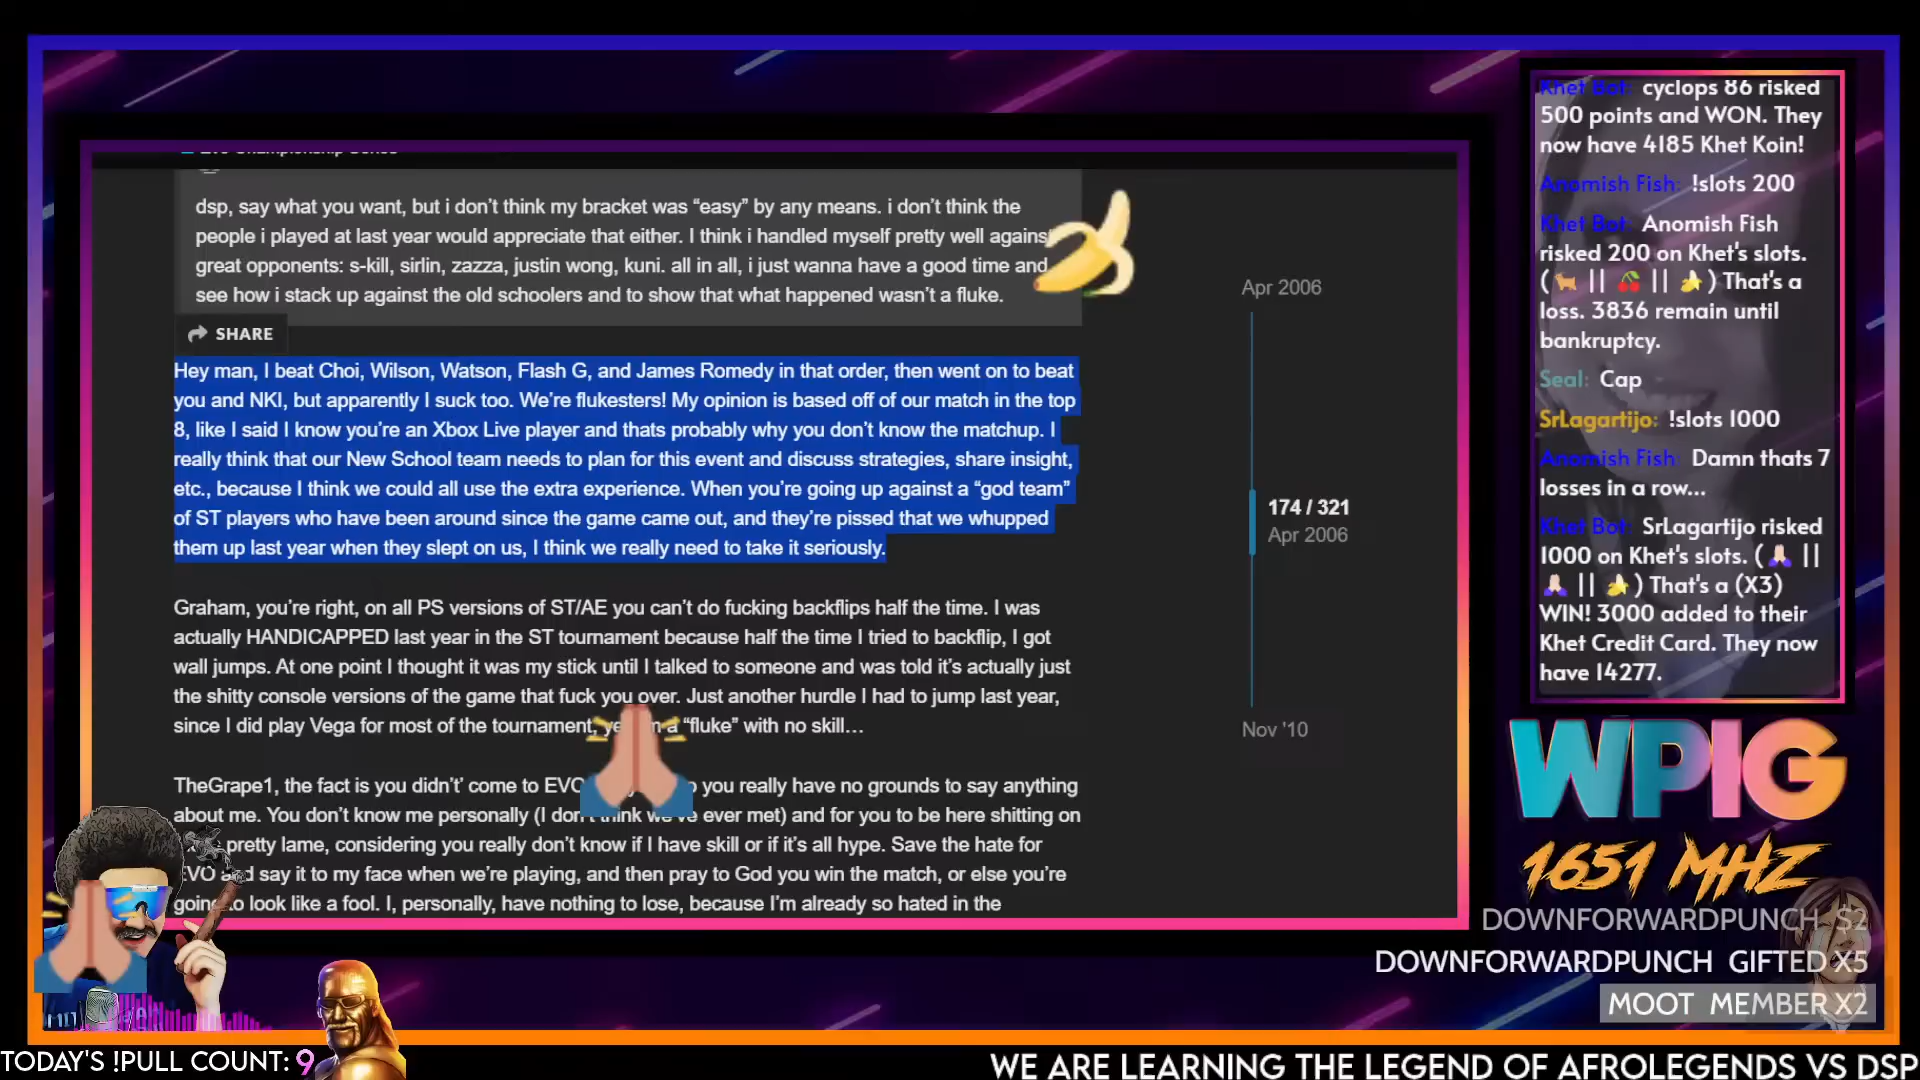 Evo Championship Series
dsp, say what you want, but i don’t think my bracket was “easy” by any means. i don’t think the
people i played at last year would appreciate that either. I think i handled myself pretty well against
great opponents: s-kill, sirlin, zazza, justin wong, kuni. all in all, i just wanna have a good time and
see how i stack up against the old schoolers and to show that what happened wasn’t a fluke.
SHARE
Hey man, I beat Choi, Wilson, Watson, Flash G, and James Romedy in that order, then went on to beat
you and NKI, but apparently I suck too. We’re flukesters! My opinion is based off of our match in the top
8, like I said I know you’re an Xbox Live player and thats probably why you don’t know the matchup. I
really think that our New School team needs to plan for this event and discuss strategies, share insight,
etc., because I think we could all use the extra experience. When you’re going up against a “god team”
of ST players who have been around since the game came out, and they’re pissed that we whupped
them up last year when they slept on us, I think we really need to take it seriously.
Graham, you’re right, on all PS versions of ST/AE you can’t do fucking backflips half the time. I was
actually HANDICAPPED last year in the ST tournament because half the time I tried to backflip, I got
wall jumps. At one point I thought it was my stick until I talked to someone and was told it’s actually just
the shitty console versions of the game that fuck you over. Just another hurdle I had to jump last year,
since I did play Vega for most of the tournament, a “fluke” with no skill…
TheGrape1, the fact is you didn’t’ come to EVO you really have no grounds to say anything
about me. You don’t know me personally (I don’t think we’ve ever met) and for you to be here shitting on
pretty lame, considering you really don’t know if I have skill or if it’s all hype. Save the hate for
EVO and say it to my face when we’re playing, and then pray to God you win the match, or else you’re
going to look like a fool. I, personally, have nothing to lose, because I’m already so hated in the
Apr 2006
174 / 321
Apr 2006
Nov '10
Khet Bot: cyclops 86 risked
500 points and WON. They
now have 4185 Khet Koin!
Anomish Fish: !slots 200
Khet Bot: Anomish Fish
risked 200 on Khet's slots.
( 🐕 || 🍒 || 🍌 ) That's a
loss. 3836 remain until
bankruptcy.
Seal: Cap
SrLagartijo: !slots 1000
Anomish Fish: Damn thats 7
losses in a row...
Khet Bot: SrLagartijo risked
1000 on Khet's slots. ( 🙏 ||
🙏 || 🍌 ) That's a (X3)
WIN! 3000 added to their
Khet Credit Card. They now
have 14277.
WPIG
1651 MHZ
DOWNFORWARDPUNCH $2
DOWNFORWARDPUNCH GIFTED X5
MOOT MEMBER X2
TODAY'S !PULL COUNT: 9
WE ARE LEARNING THE LEGEND OF AFROLEGENDS VS DSP